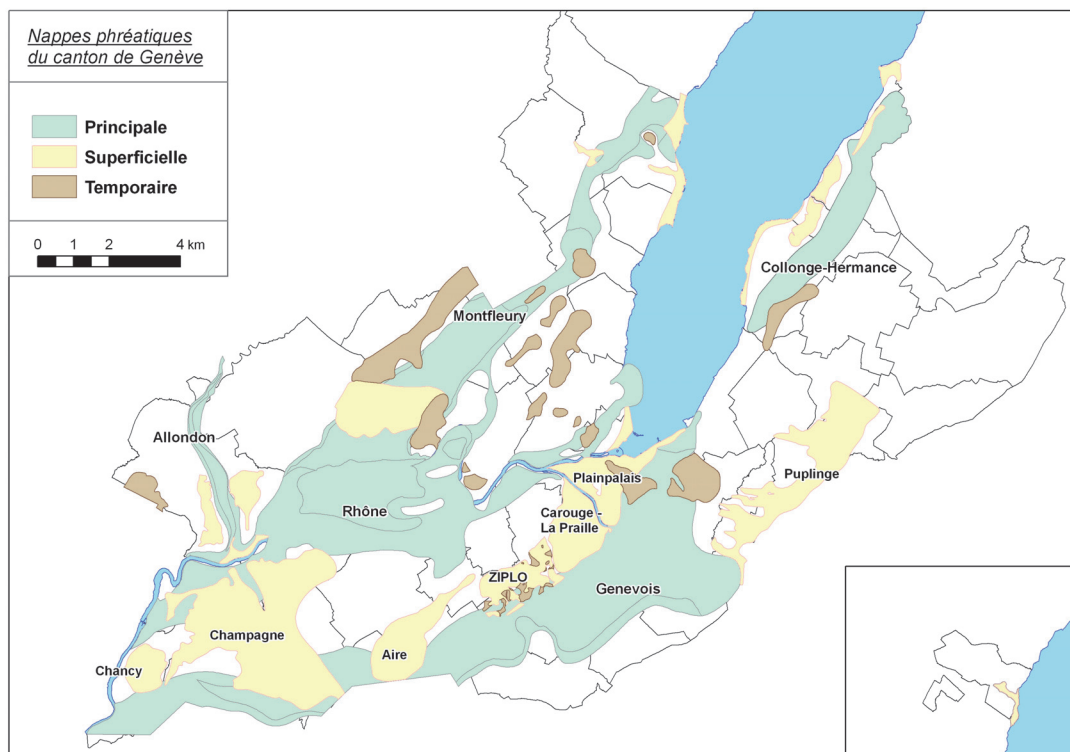 Nappes phréatiques
du canton de Genève
Principale
Superficielle
Temporaire
0 1 2 4 km
Collonge-Hermance
Montfleury
Allondon
Puplinge
Plainpalais
Rhône
Carouge -
La Praille
ZIPLO
Genevois
Champagne
Aire
Chancy